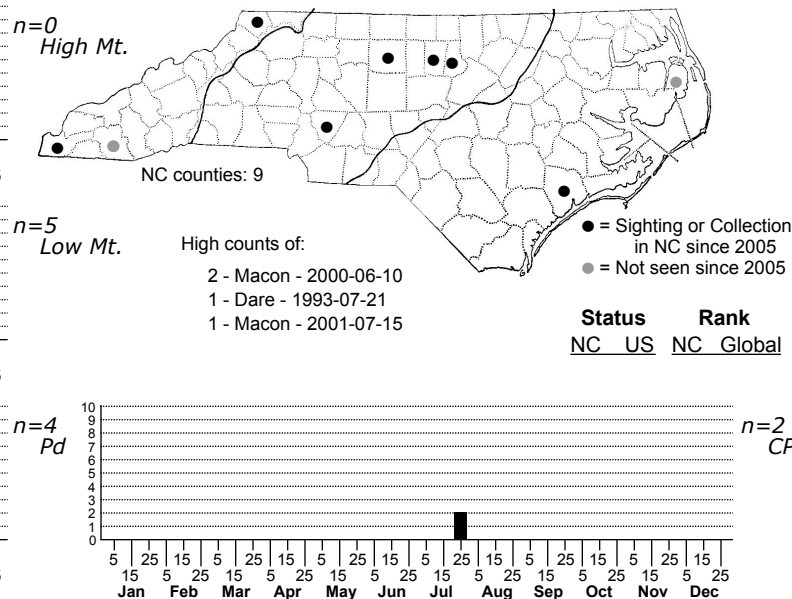 n=0
High Mt.
NC counties: 9
n=5
Low Mt.
High counts of:
2 - Macon - 2000-06-10
1 - Dare - 1993-07-21
1 - Macon - 2001-07-15
= Sighting or Collection
in NC since 2005
= Not seen since 2005
Status Rank
NC US NC Global
n=4
Pd
n=2
CP
10
9
8
7
6
5
4
3
2
1
0
5 25 15 5 25 15 5 25 15 5 25 15 5 25 15 5 25 15
15 5 25 15 5 25 15 5 25 15 5 25 15 5 25 15 5 25
Jan Feb Mar Apr May Jun Jul Aug Sep Oct Nov Dec